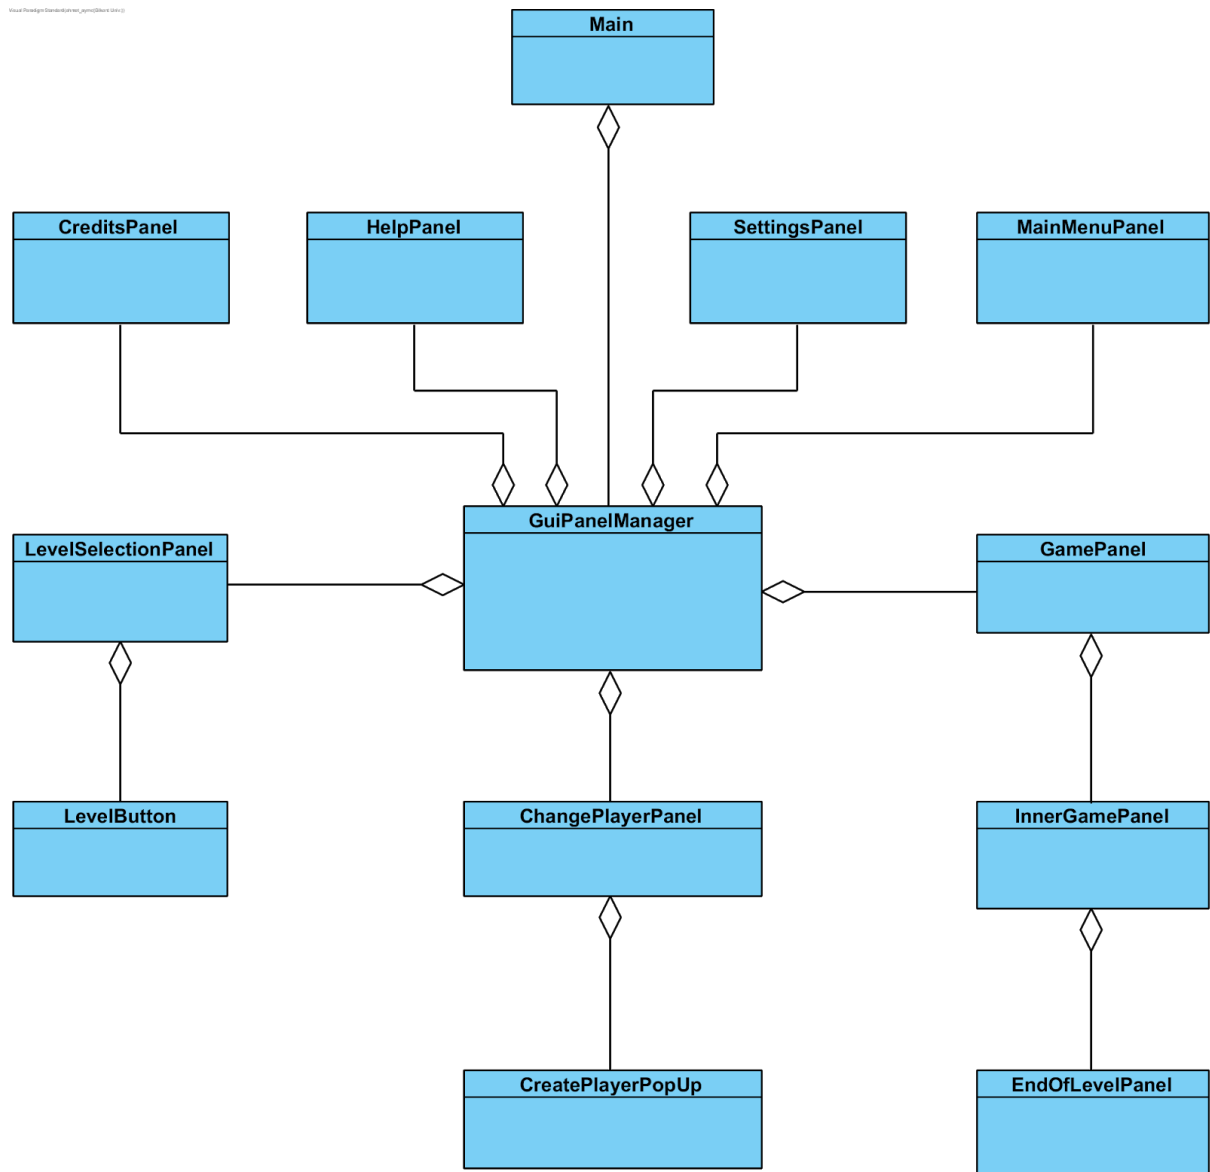 Main
CreditsPanel
HelpPanel
SettingsPanel
MainMenuPanel
GuiPanelManager
LevelSelectionPanel
GamePanel
LevelButton
ChangePlayerPanel
InnerGamePanel
CreatePlayerPopUp
EndOfLevelPanel